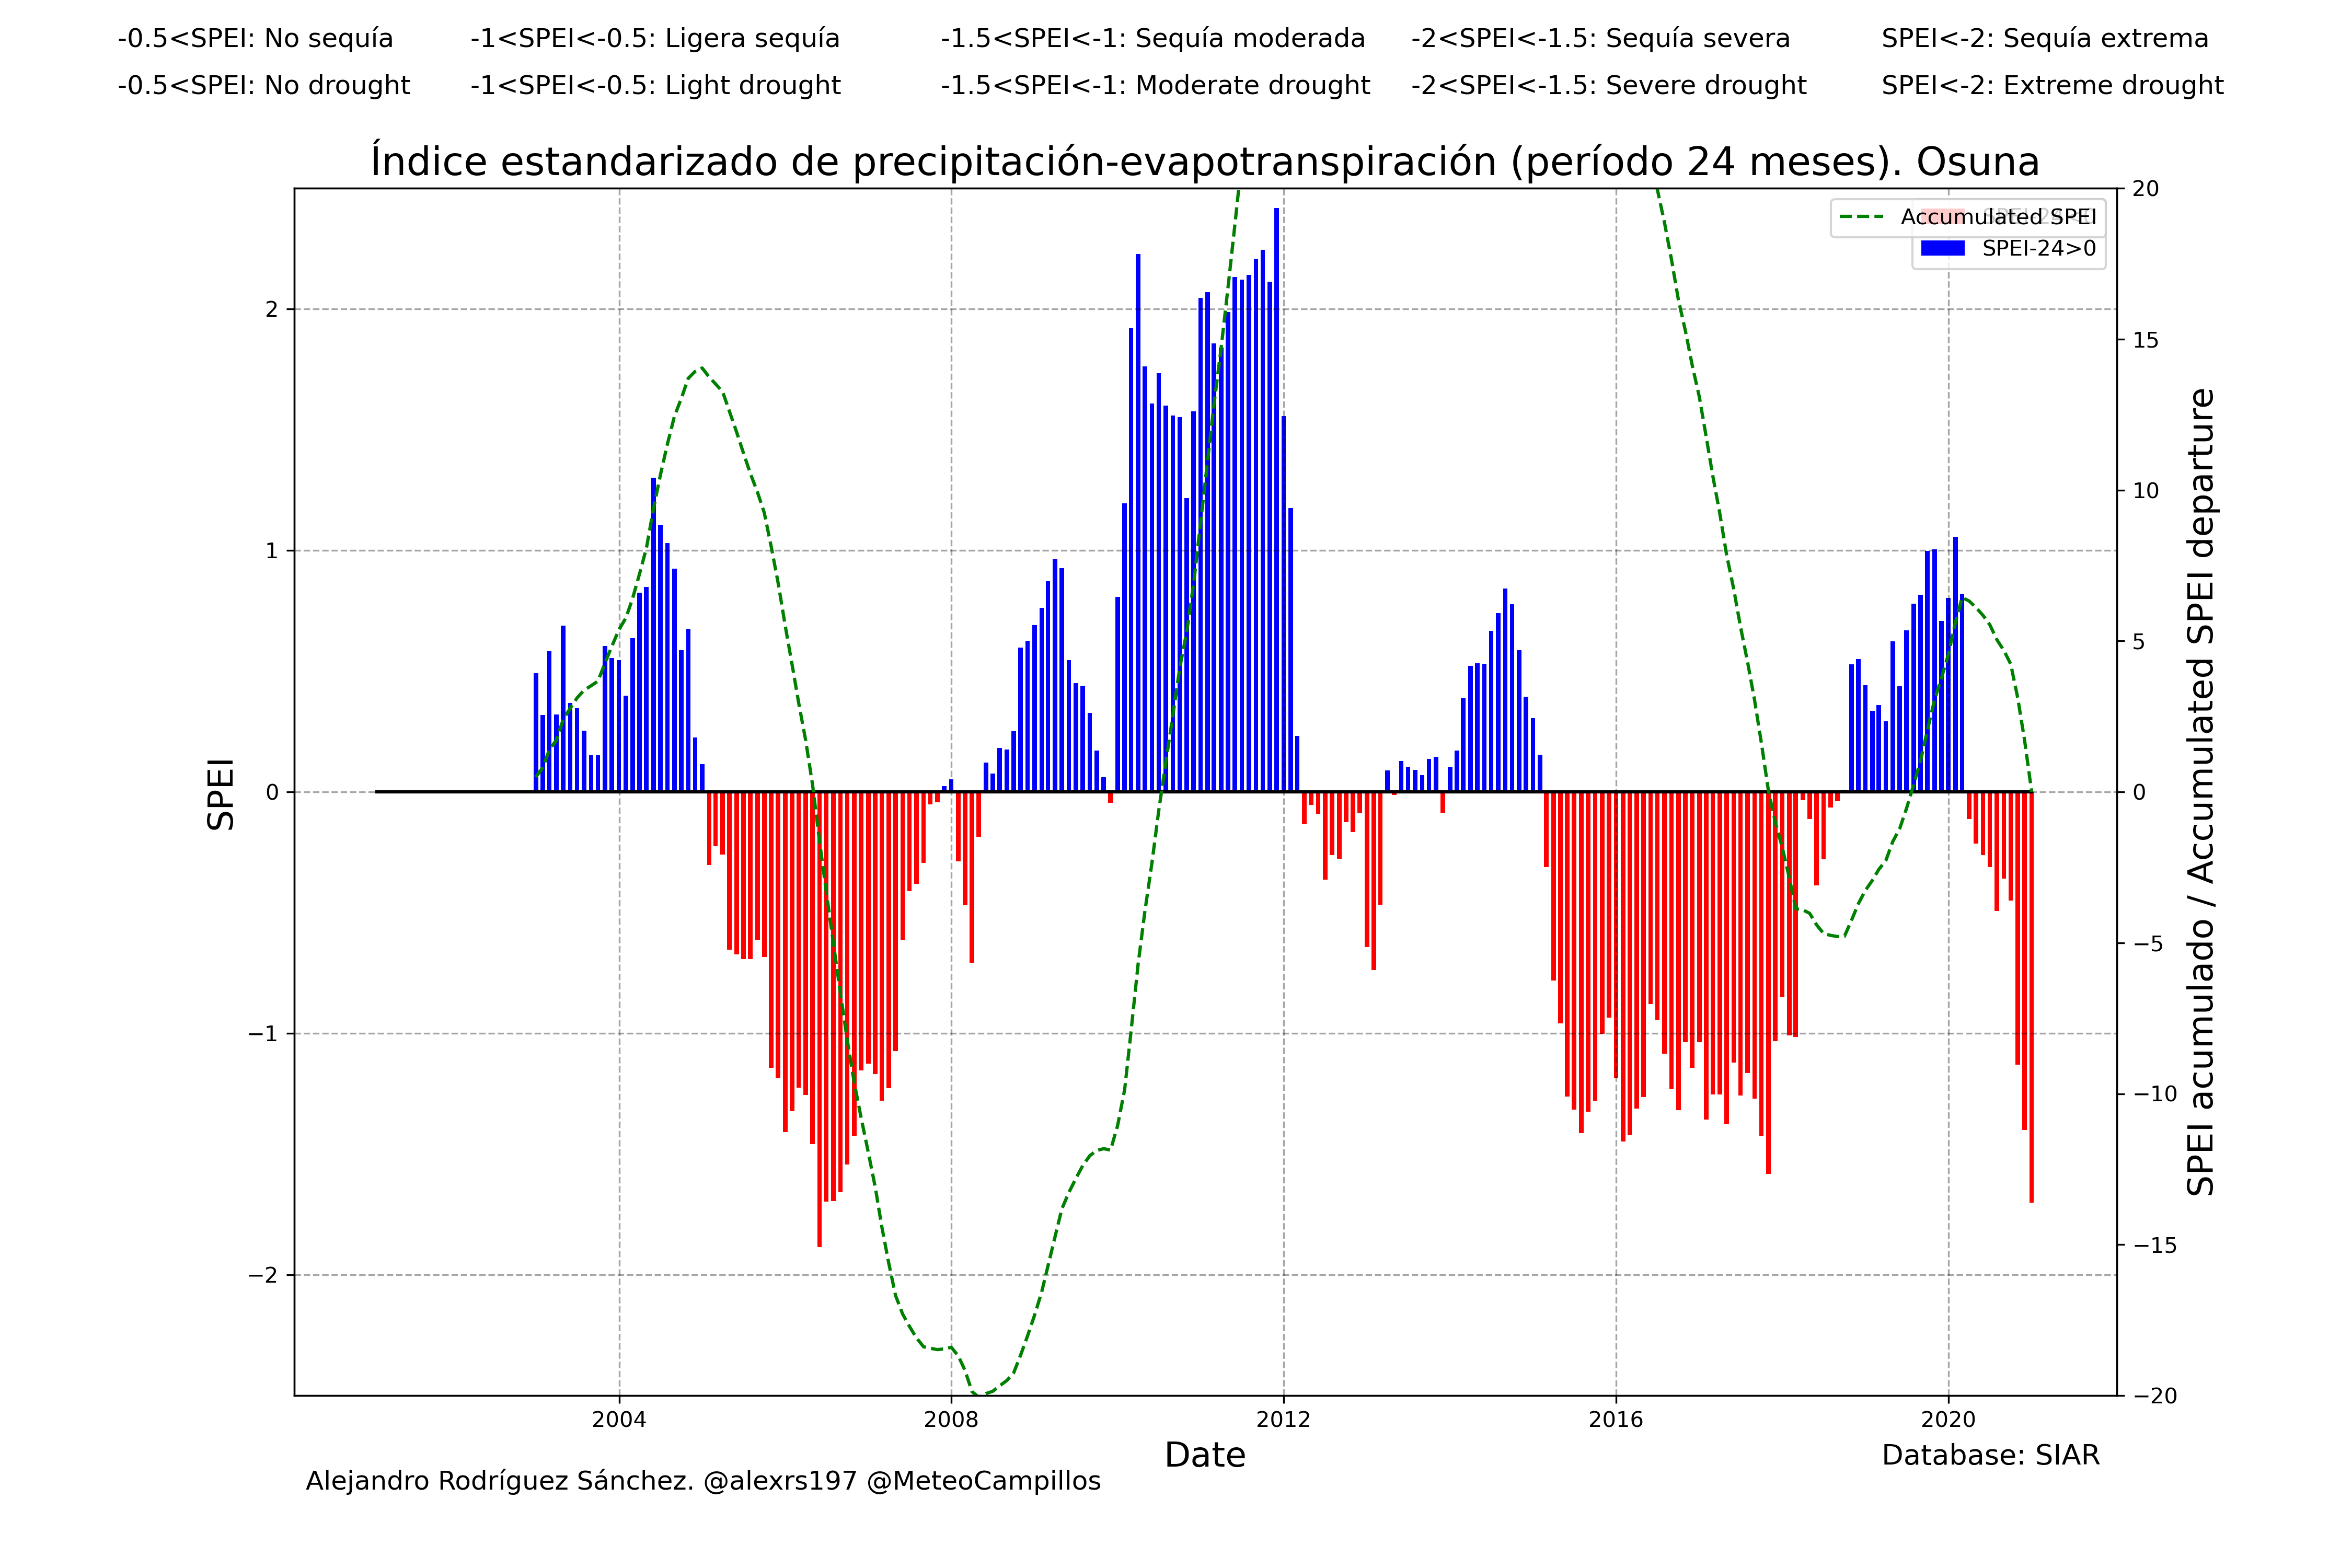 -0.5<SPEI: No sequía -1<SPEI<-0.5: Ligera sequía -1.5<SPEI<-1: Sequía moderada -2<SPEI<-1.5: Sequía severa SPEI<-2: Sequía extrema
-0.5<SPEI: No drought -1<SPEI<-0.5: Light drought -1.5<SPEI<-1: Moderate drought -2<SPEI<-1.5: Severe drought SPEI<-2: Extreme drought
Índice estandarizado de precipitación-evapotranspiración (período 24 meses). Osuna
Accumulated SPEI
SPEI-24>0
SPEI
2
1
0
−1
−2
20
15
10
5
0
−5
−10
−15
−20
SPEI acumulado / Accumulated SPEI departure
2004 2008 2012 2016 2020
Date
Database: SIAR
Alejandro Rodríguez Sánchez. @alexrs197 @MeteoCampillos